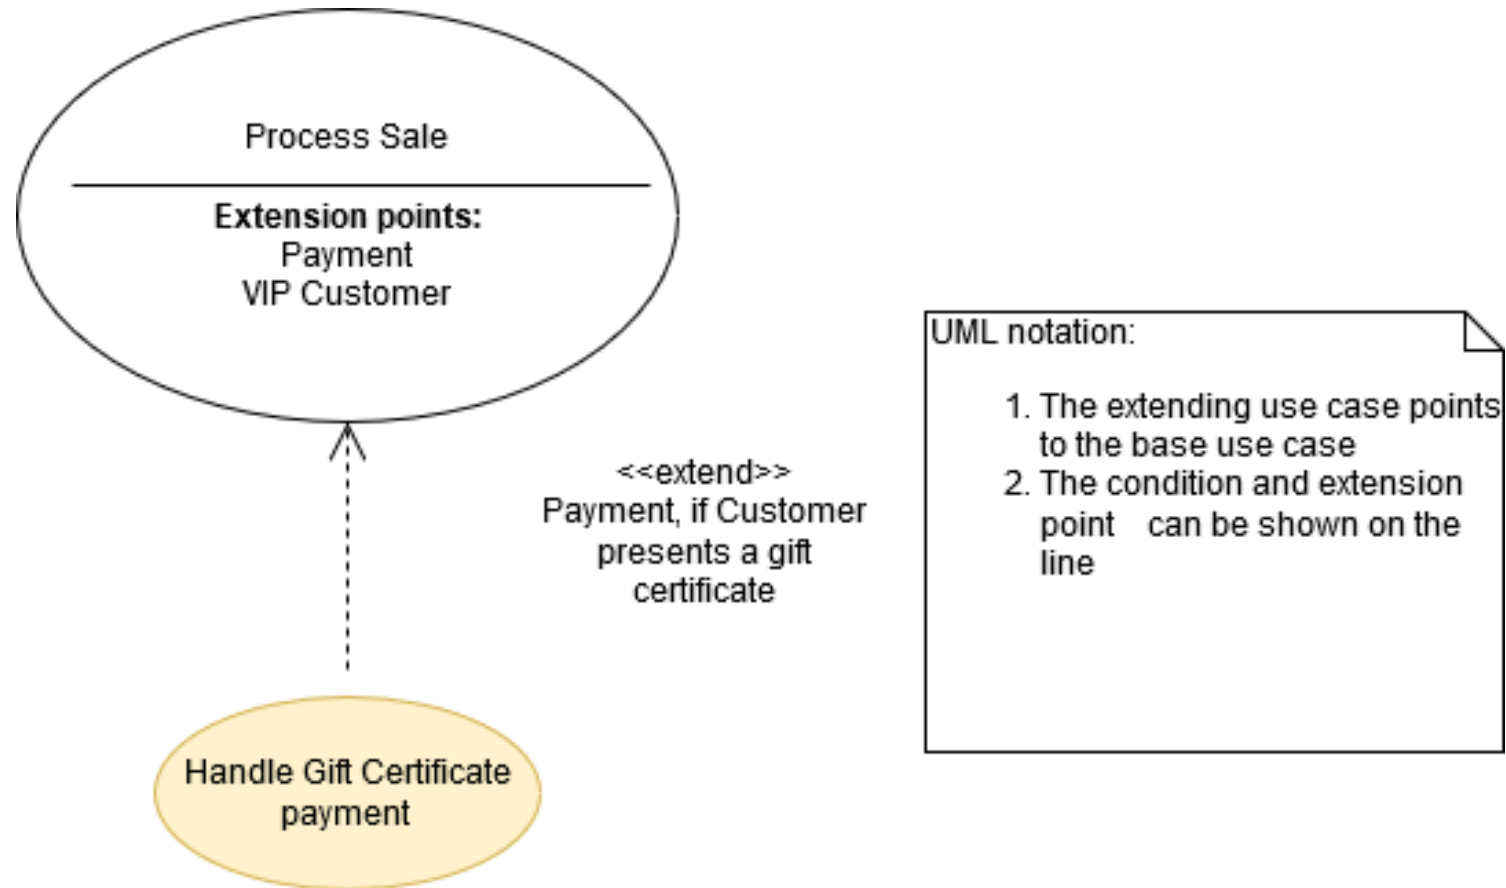 Process Sale
Extension points:
Payment
VIP Customer
<<extend>>
Payment, if Customer
presents a gift
certificate
Handle Gift Certificate
payment
UML notation:
1. The extending use case points
to the base use case
2. The condition and extension
point can be shown on the
line